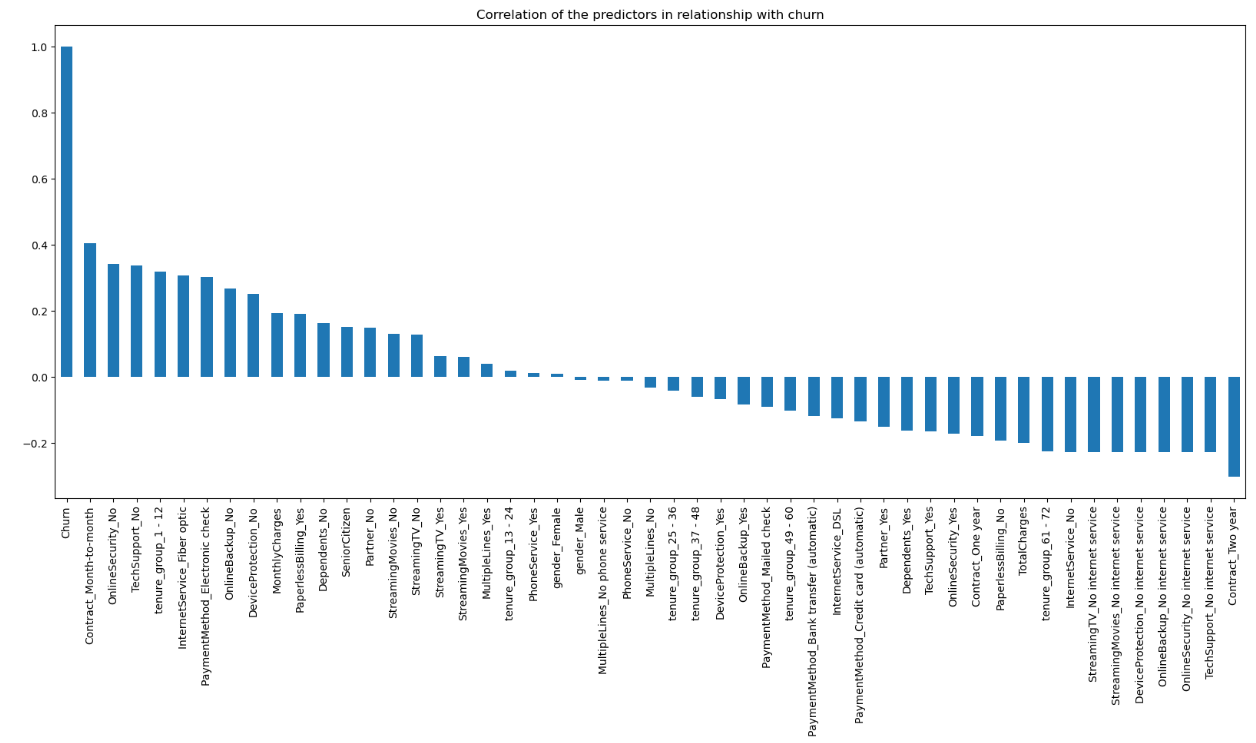 Correlation of the predictors in relationship with churn
1.0
0.8
0.6
0.4
0.2
0.0
−0.2
Churn
Contract_Month-to-month
OnlineSecurity_No
TechSupport_No
tenure_group_1 - 12
InternetService_Fiber optic
PaymentMethod_Electronic check
OnlineBackup_No
DeviceProtection_No
MonthlyCharges
PaperlessBilling_Yes
Dependents_No
SeniorCitizen
Partner_No
StreamingMovies_No
StreamingTV_No
StreamingTV_Yes
StreamingMovies_Yes
MultipleLines_Yes
tenure_group_13 - 24
PhoneService_Yes
gender_Female
gender_Male
MultipleLines_No phone service
PhoneService_No
MultipleLines_No
tenure_group_25 - 36
tenure_group_37 - 48
DeviceProtection_Yes
OnlineBackup_Yes
PaymentMethod_Mailed check
tenure_group_49 - 60
PaymentMethod_Bank transfer (automatic)
InternetService_DSL
PaymentMethod_Credit card (automatic)
Partner_Yes
Dependents_Yes
TechSupport_Yes
OnlineSecurity_Yes
Contract_One year
PaperlessBilling_No
TotalCharges
tenure_group_61 - 72
InternetService_No
StreamingTV_No internet service
StreamingMovies_No internet service
DeviceProtection_No internet service
OnlineBackup_No internet service
OnlineSecurity_No internet service
TechSupport_No internet service
Contract_Two year